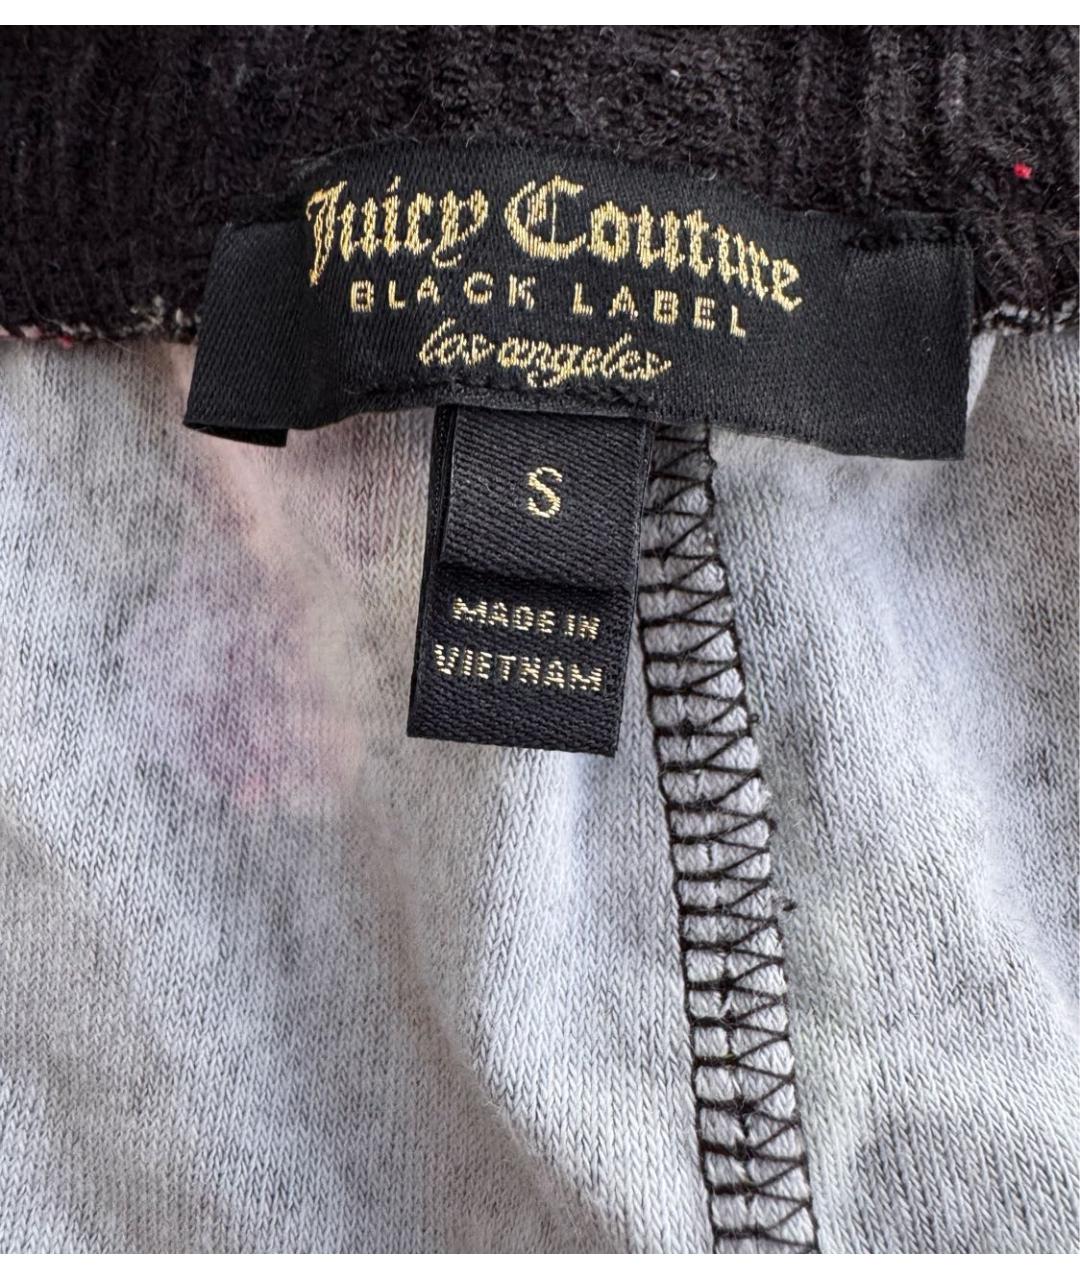 Juicy Couture
BLACK LABEL
los angeles
S
MADE IN
VIETNAM